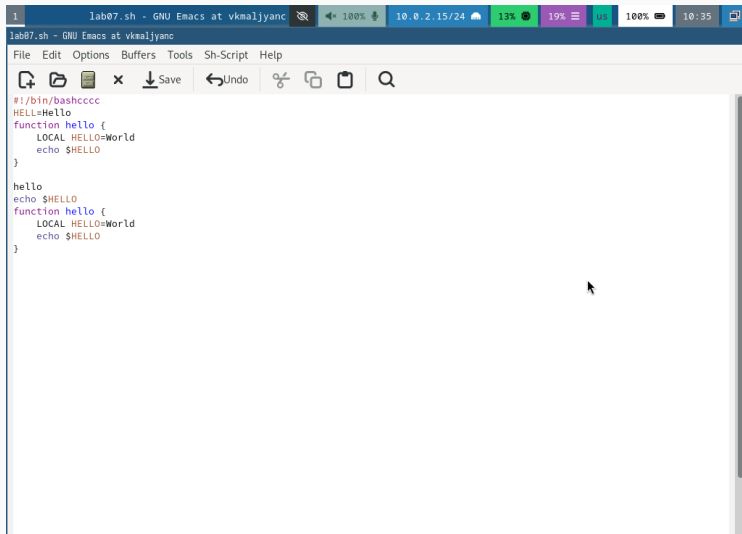 1 lab07.sh - GNU Emacs at vkmaljyanc 100% 10.0.2.15/24 13% 19% us 100% 10:35
lab07.sh - GNU Emacs at vkmaljyanc
File Edit Options Buffers Tools Sh-Script Help
Save Undo
#!/bin/bashcccc
HELL=Hello
function hello {
    LOCAL HELLO=World
    echo $HELLO
}
hello
echo $HELLO
function hello {
    LOCAL HELLO=World
    echo $HELLO
}